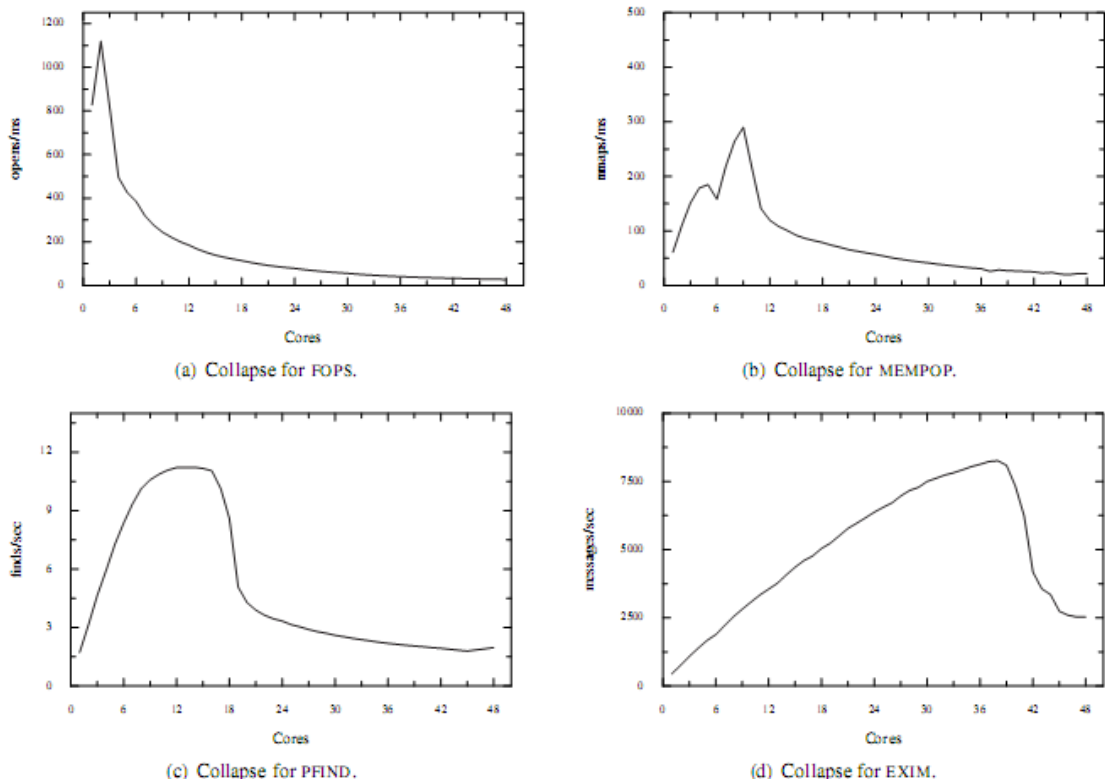 1200
1000
800
600
400
200
0
opens/ms
0 6 12 18 24 30 36 42 48
Cores
(a) Collapse for FOPS.
500
400
300
200
100
0
mmaps/ms
0 6 12 18 24 30 36 42 48
Cores
(b) Collapse for MEMPOP.
12
9
6
3
0
finds/sec
0 6 12 18 24 30 36 42 48
Cores
(c) Collapse for PFIND.
10000
7500
5000
2500
0
messages/sec
0 6 12 18 24 30 36 42 48
Cores
(d) Collapse for EXIM.